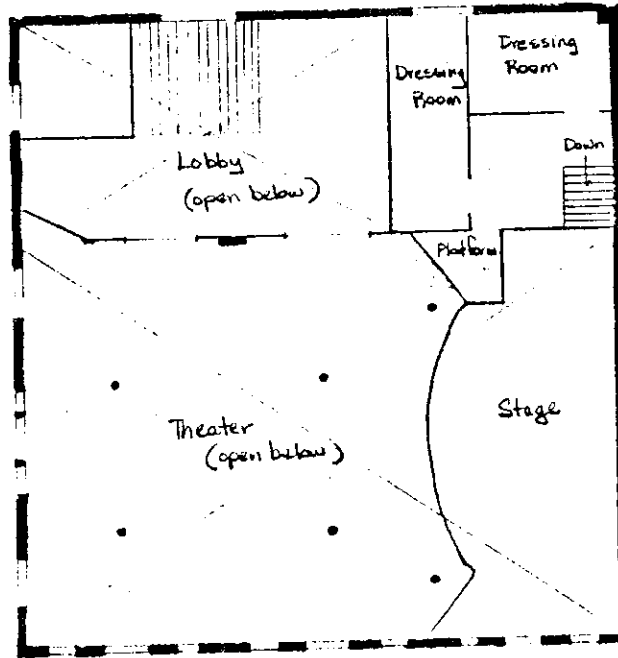 Dressing
Room
Dressing
Room
Down
Lobby
(open below)
Platform
Stage
Theater
(open below)